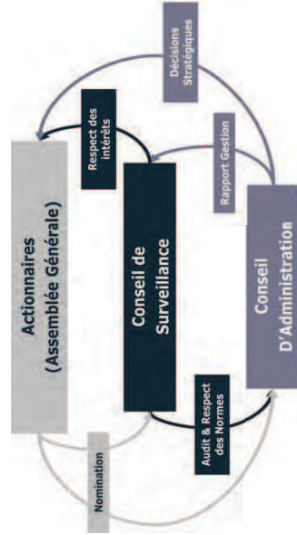 Actionnaires
(Assemblée Générale)
Nomination
Respect des
intérêts
Décisions
Stratégiques
Conseil de
Surveillance
Rapport Gestion
Audit & Respect
des Normes
Conseil
D'Administration